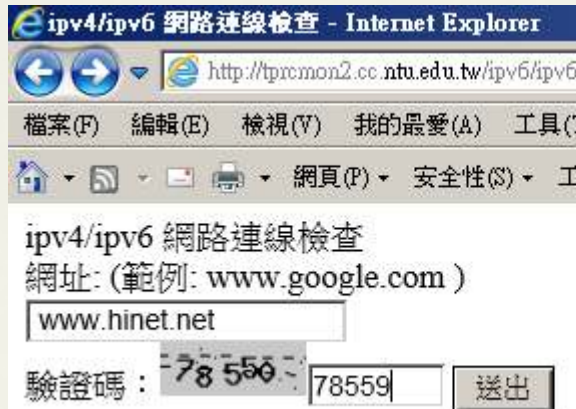 ipv4/ipv6 網路連線檢查 - Internet Explorer
http://tprcmon2.cc.ntu.edu.tw/ipv6/ipv6
檔案(F) 編輯(E) 檢視(V) 我的最愛(A) 工具(
網頁(P) 安全性(S) 工
ipv4/ipv6 網路連線檢查
網址: (範例: www.google.com )
www.hinet.net
驗證碼： 78559 送出